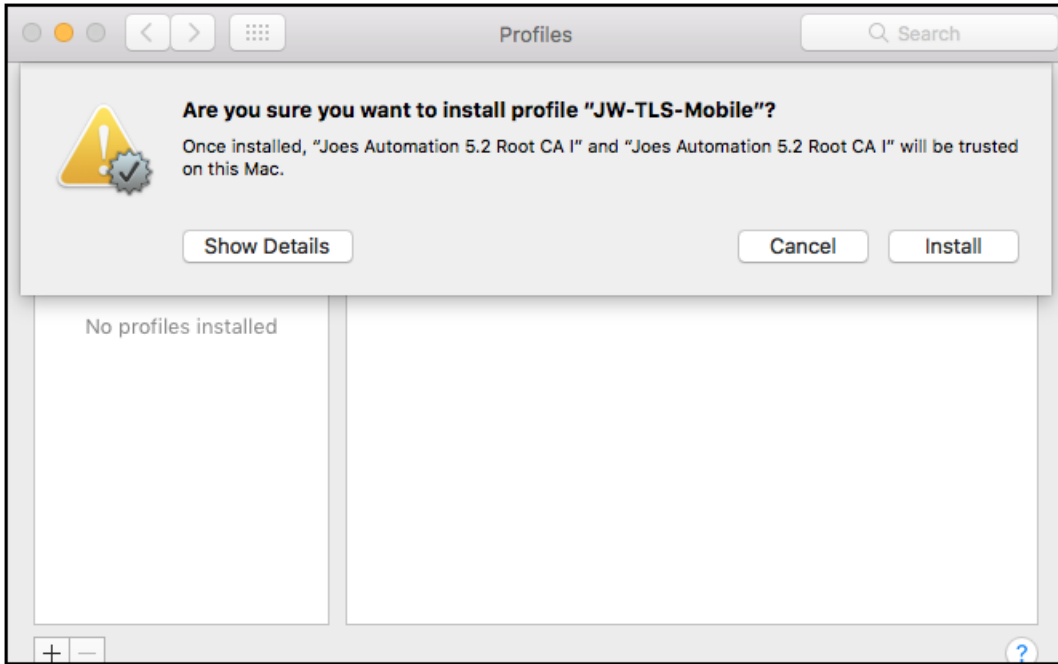 Profiles
Search
Are you sure you want to install profile "JW-TLS-Mobile"?
Once installed, "Joes Automation 5.2 Root CA I" and "Joes Automation 5.2 Root CA I" will be trusted
on this Mac.
Show Details
Cancel
Install
No profiles installed
+
−
?